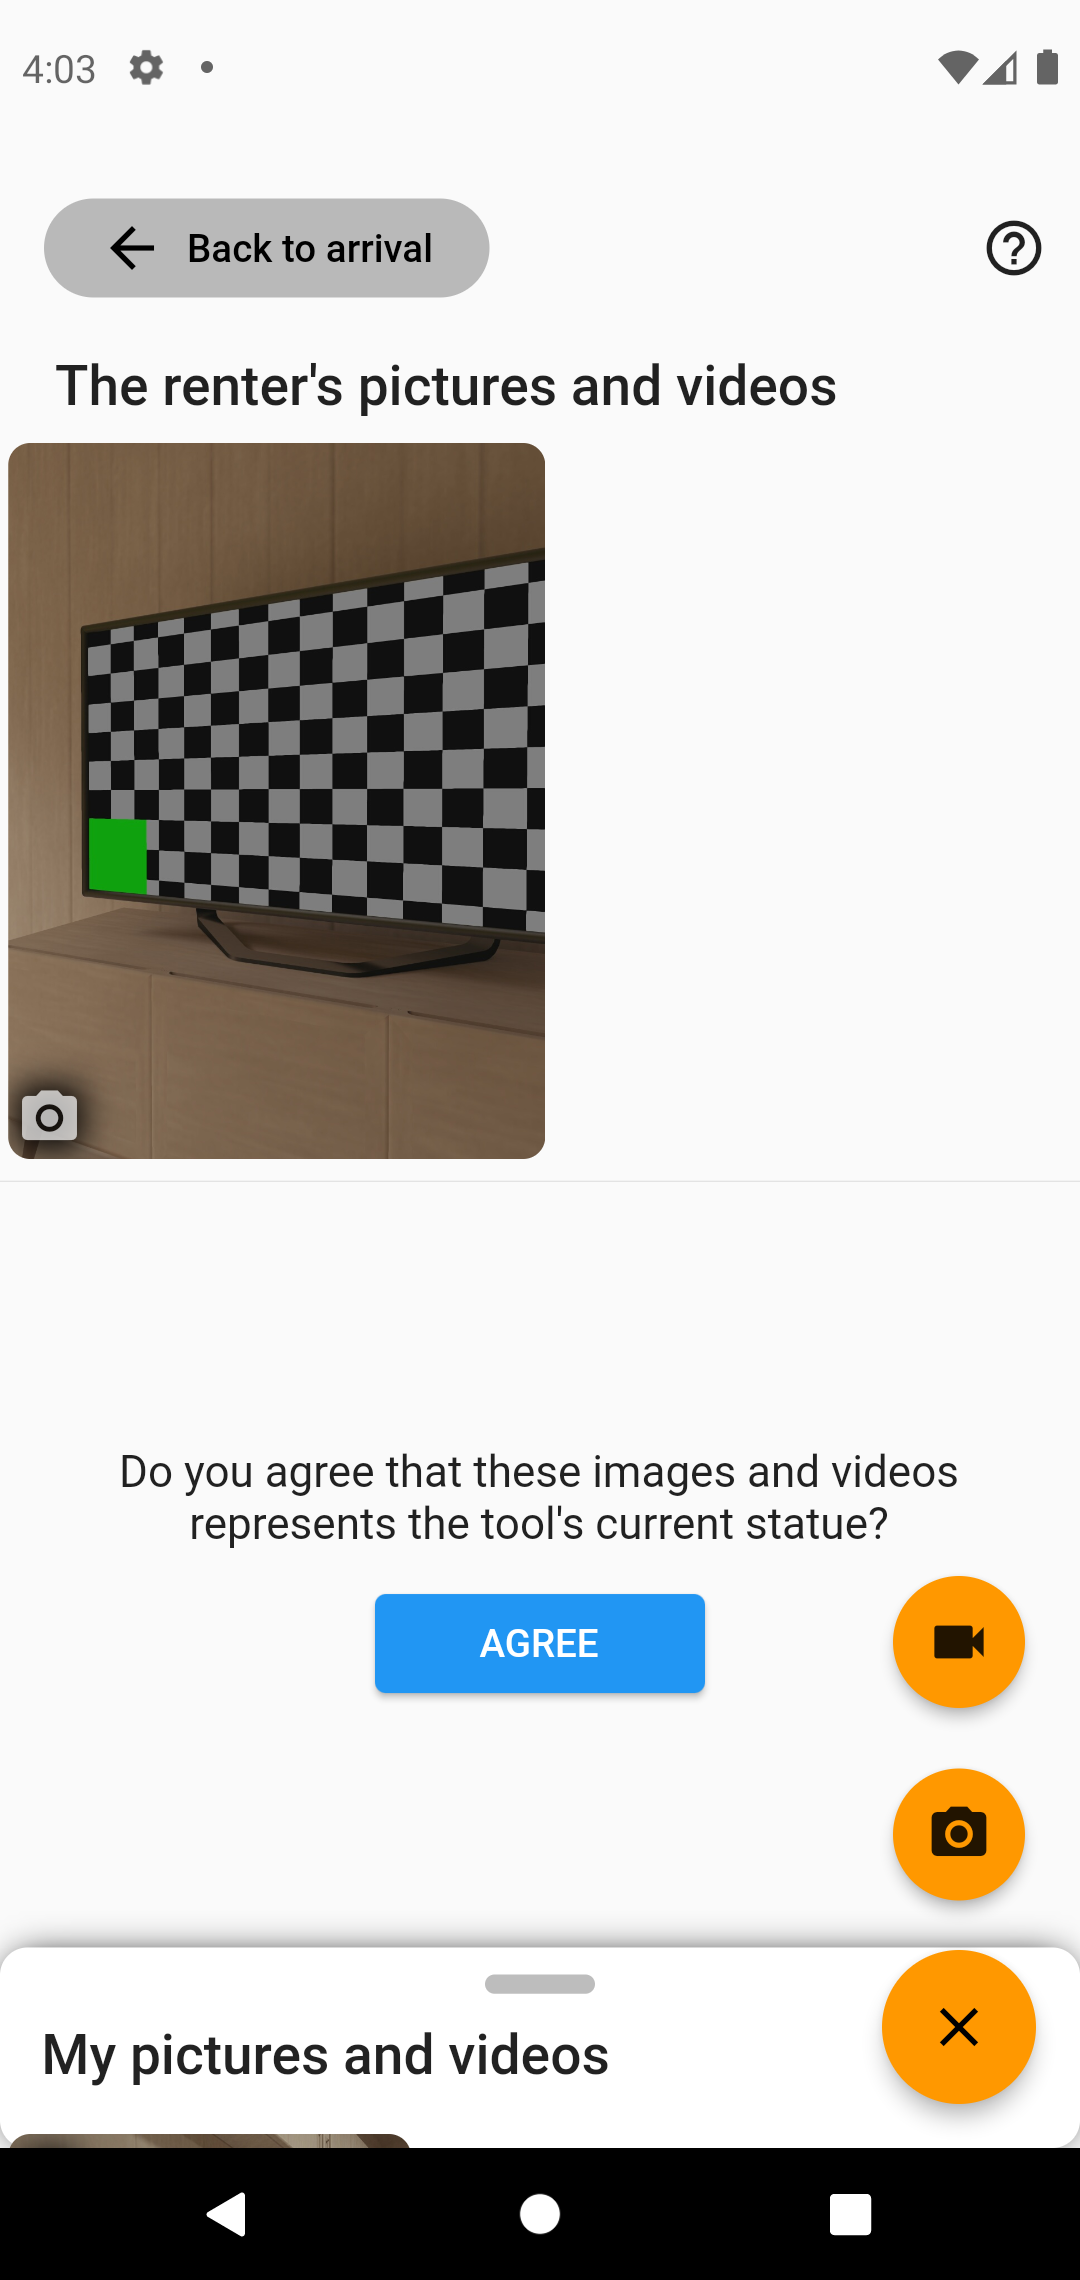 4:03
Back to arrival
The renter's pictures and videos
Do you agree that these images and videos
represents the tool's current statue?
AGREE
My pictures and videos